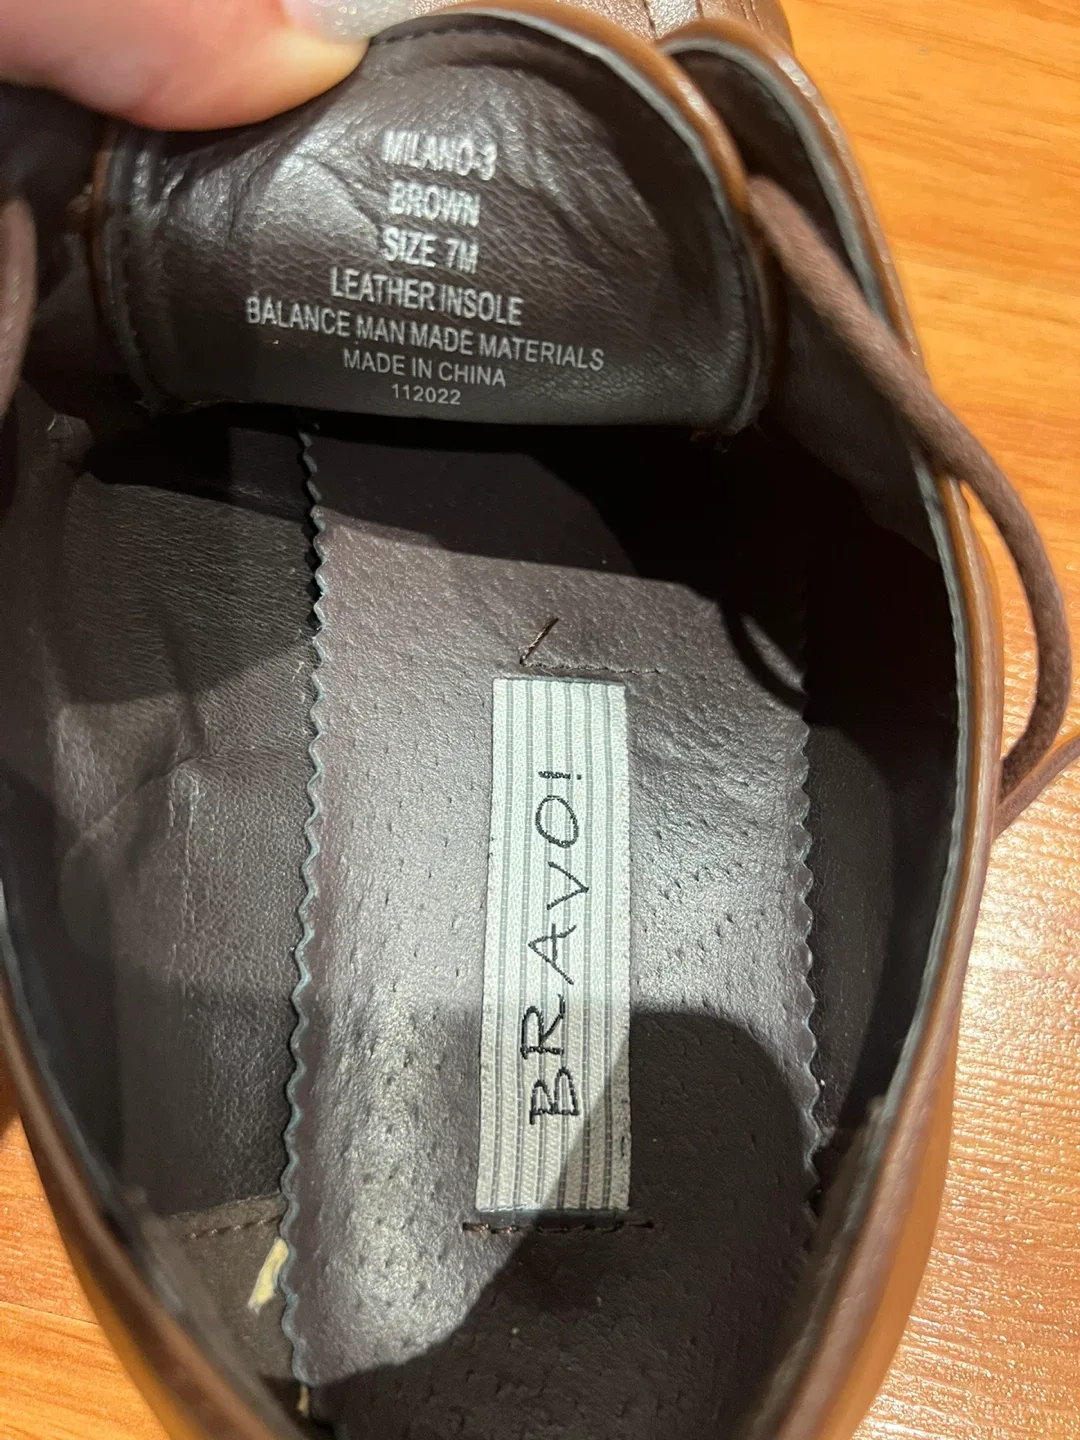 MILANO-3
BROWN
SIZE 7M
LEATHER INSOLE
BALANCE MAN MADE MATERIALS
MADE IN CHINA
112022
BRAVO!